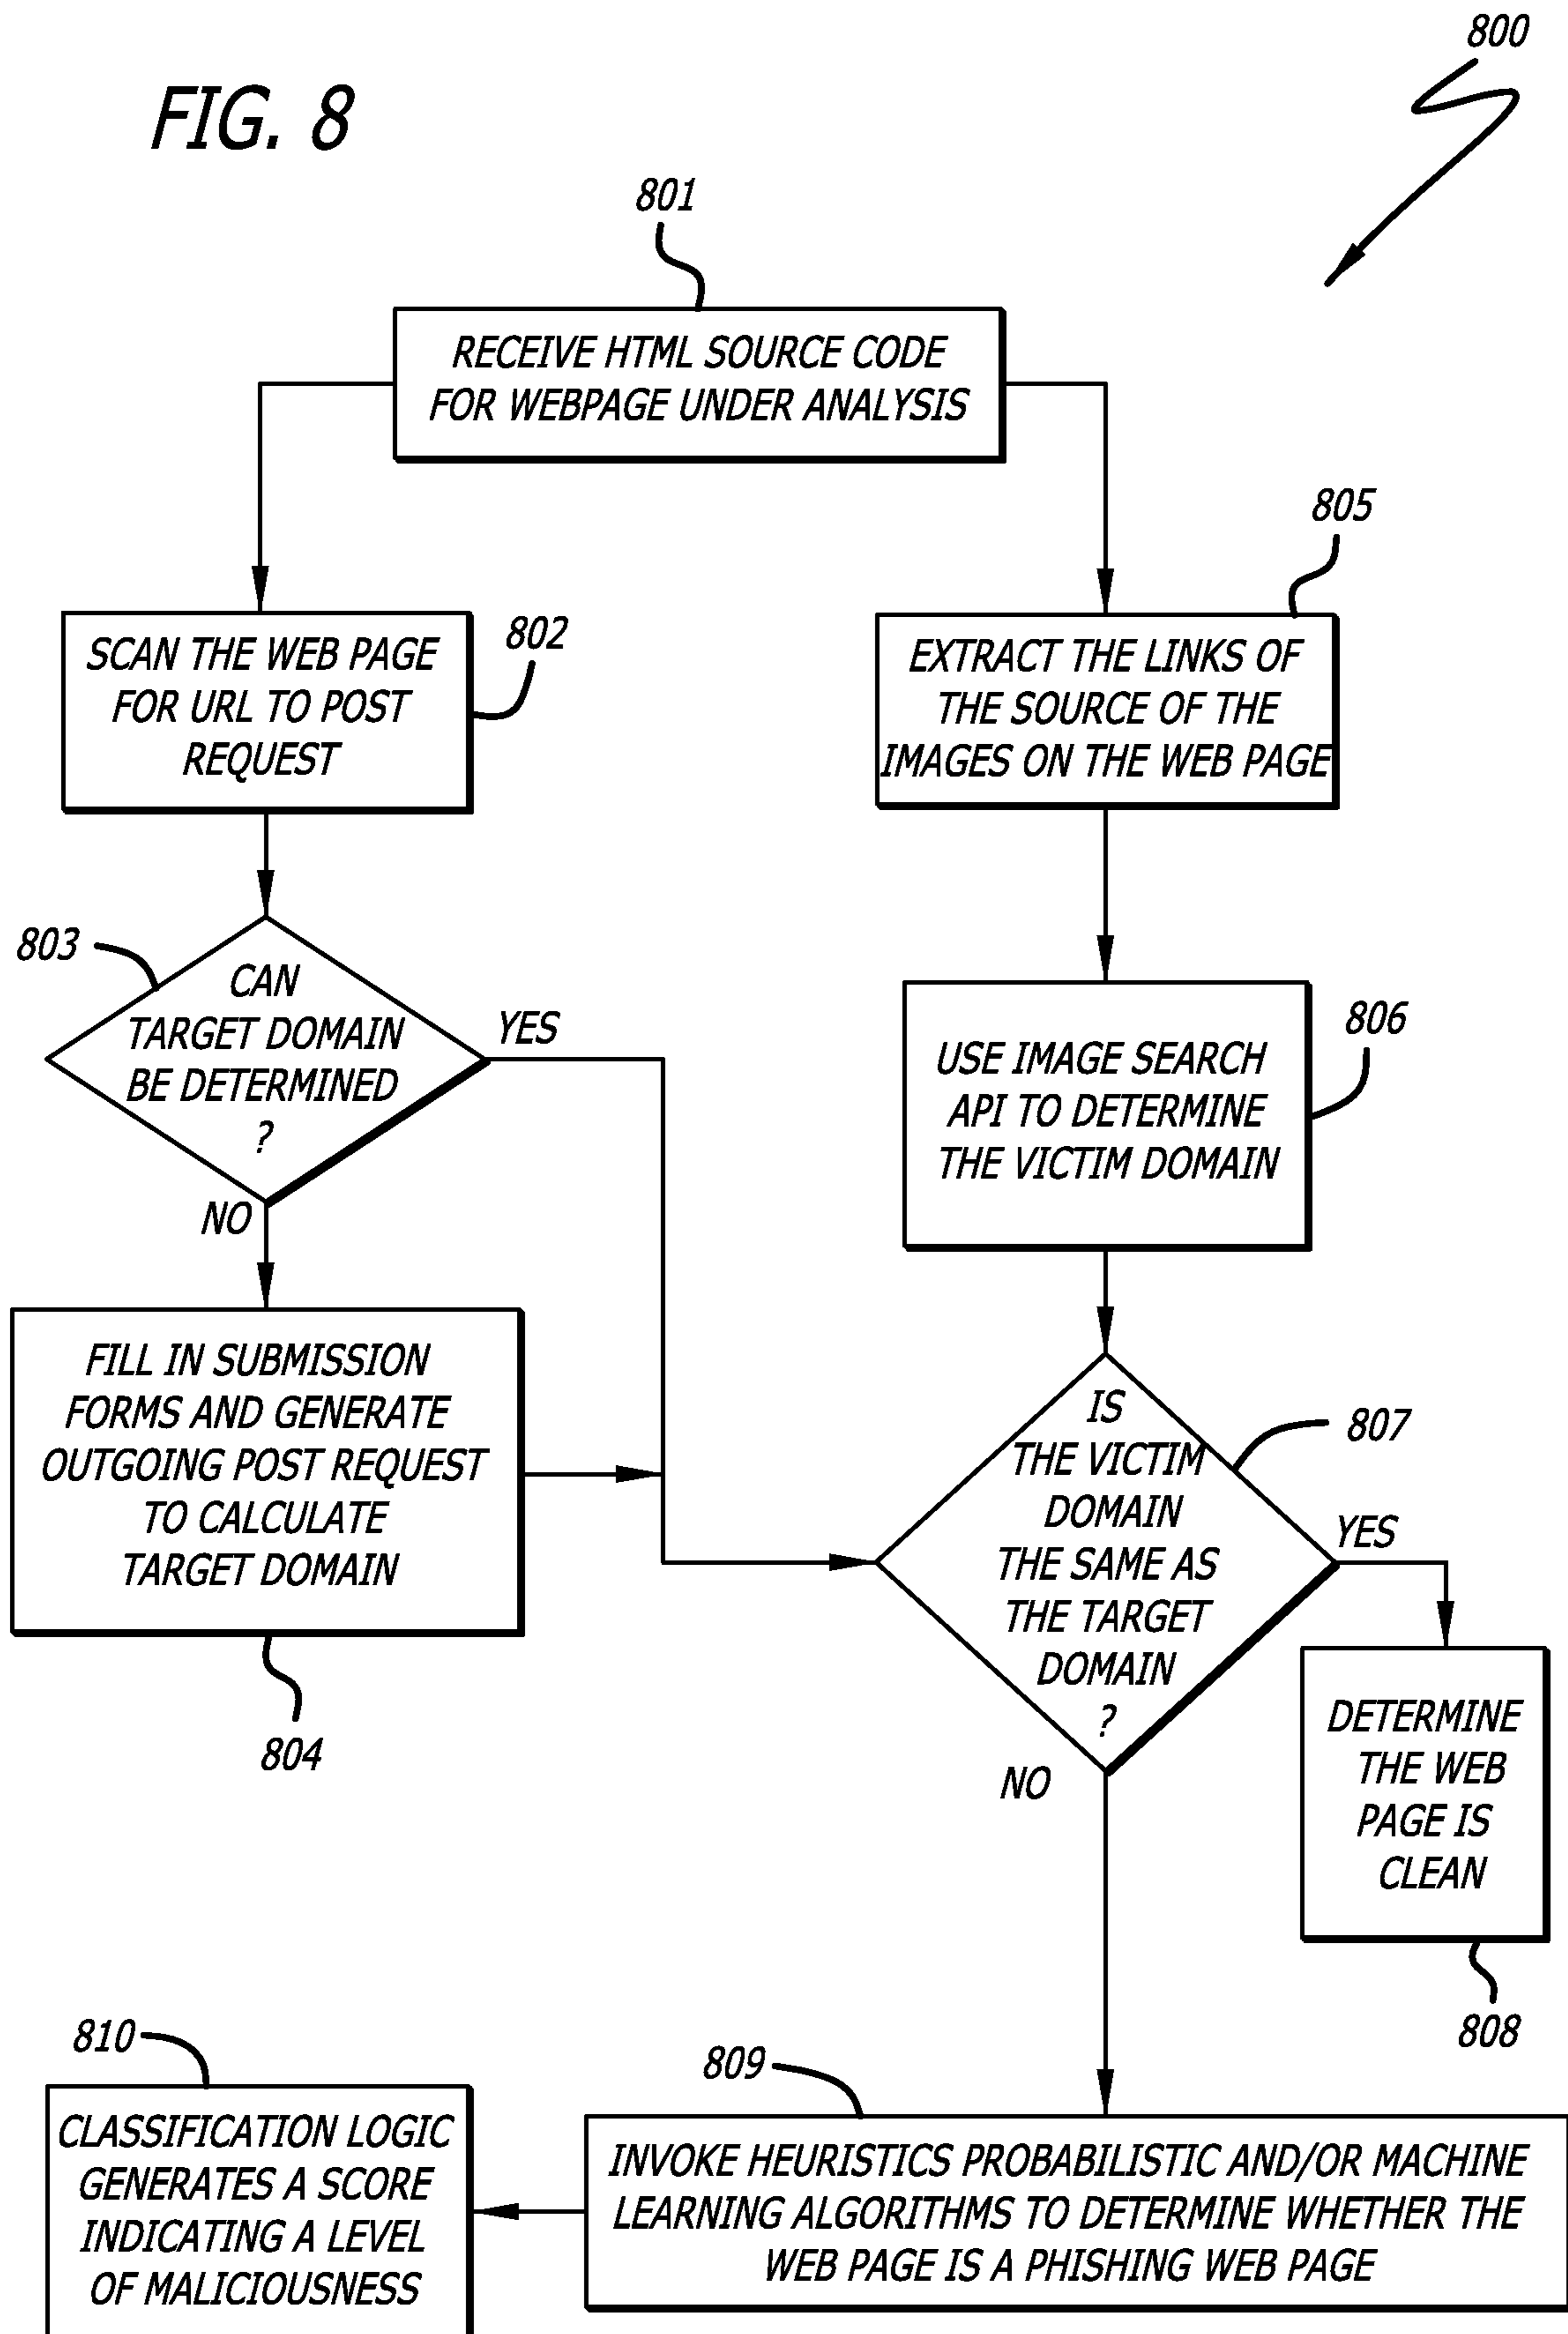 800
FIG. 8
801
RECEIVE HTML SOURCE CODE
FOR WEBPAGE UNDER ANALYSIS
805
802
SCAN THE WEB PAGE
FOR URL TO POST
REQUEST
EXTRACT THE LINKS OF
THE SOURCE OF THE
IMAGES ON THE WEB PAGE
803
CAN
TARGET DOMAIN
BE DETERMINED
?
YES
NO
806
USE IMAGE SEARCH
API TO DETERMINE
THE VICTIM DOMAIN
FILL IN SUBMISSION
FORMS AND GENERATE
OUTGOING POST REQUEST
TO CALCULATE
TARGET DOMAIN
804
IS
THE VICTIM
DOMAIN
THE SAME AS
THE TARGET
DOMAIN
?
807
YES
NO
DETERMINE
THE WEB
PAGE IS
CLEAN
808
810
809
CLASSIFICATION LOGIC
GENERATES A SCORE
INDICATING A LEVEL
OF MALICIOUSNESS
INVOKE HEURISTICS PROBABILISTIC AND/OR MACHINE
LEARNING ALGORITHMS TO DETERMINE WHETHER THE
WEB PAGE IS A PHISHING WEB PAGE